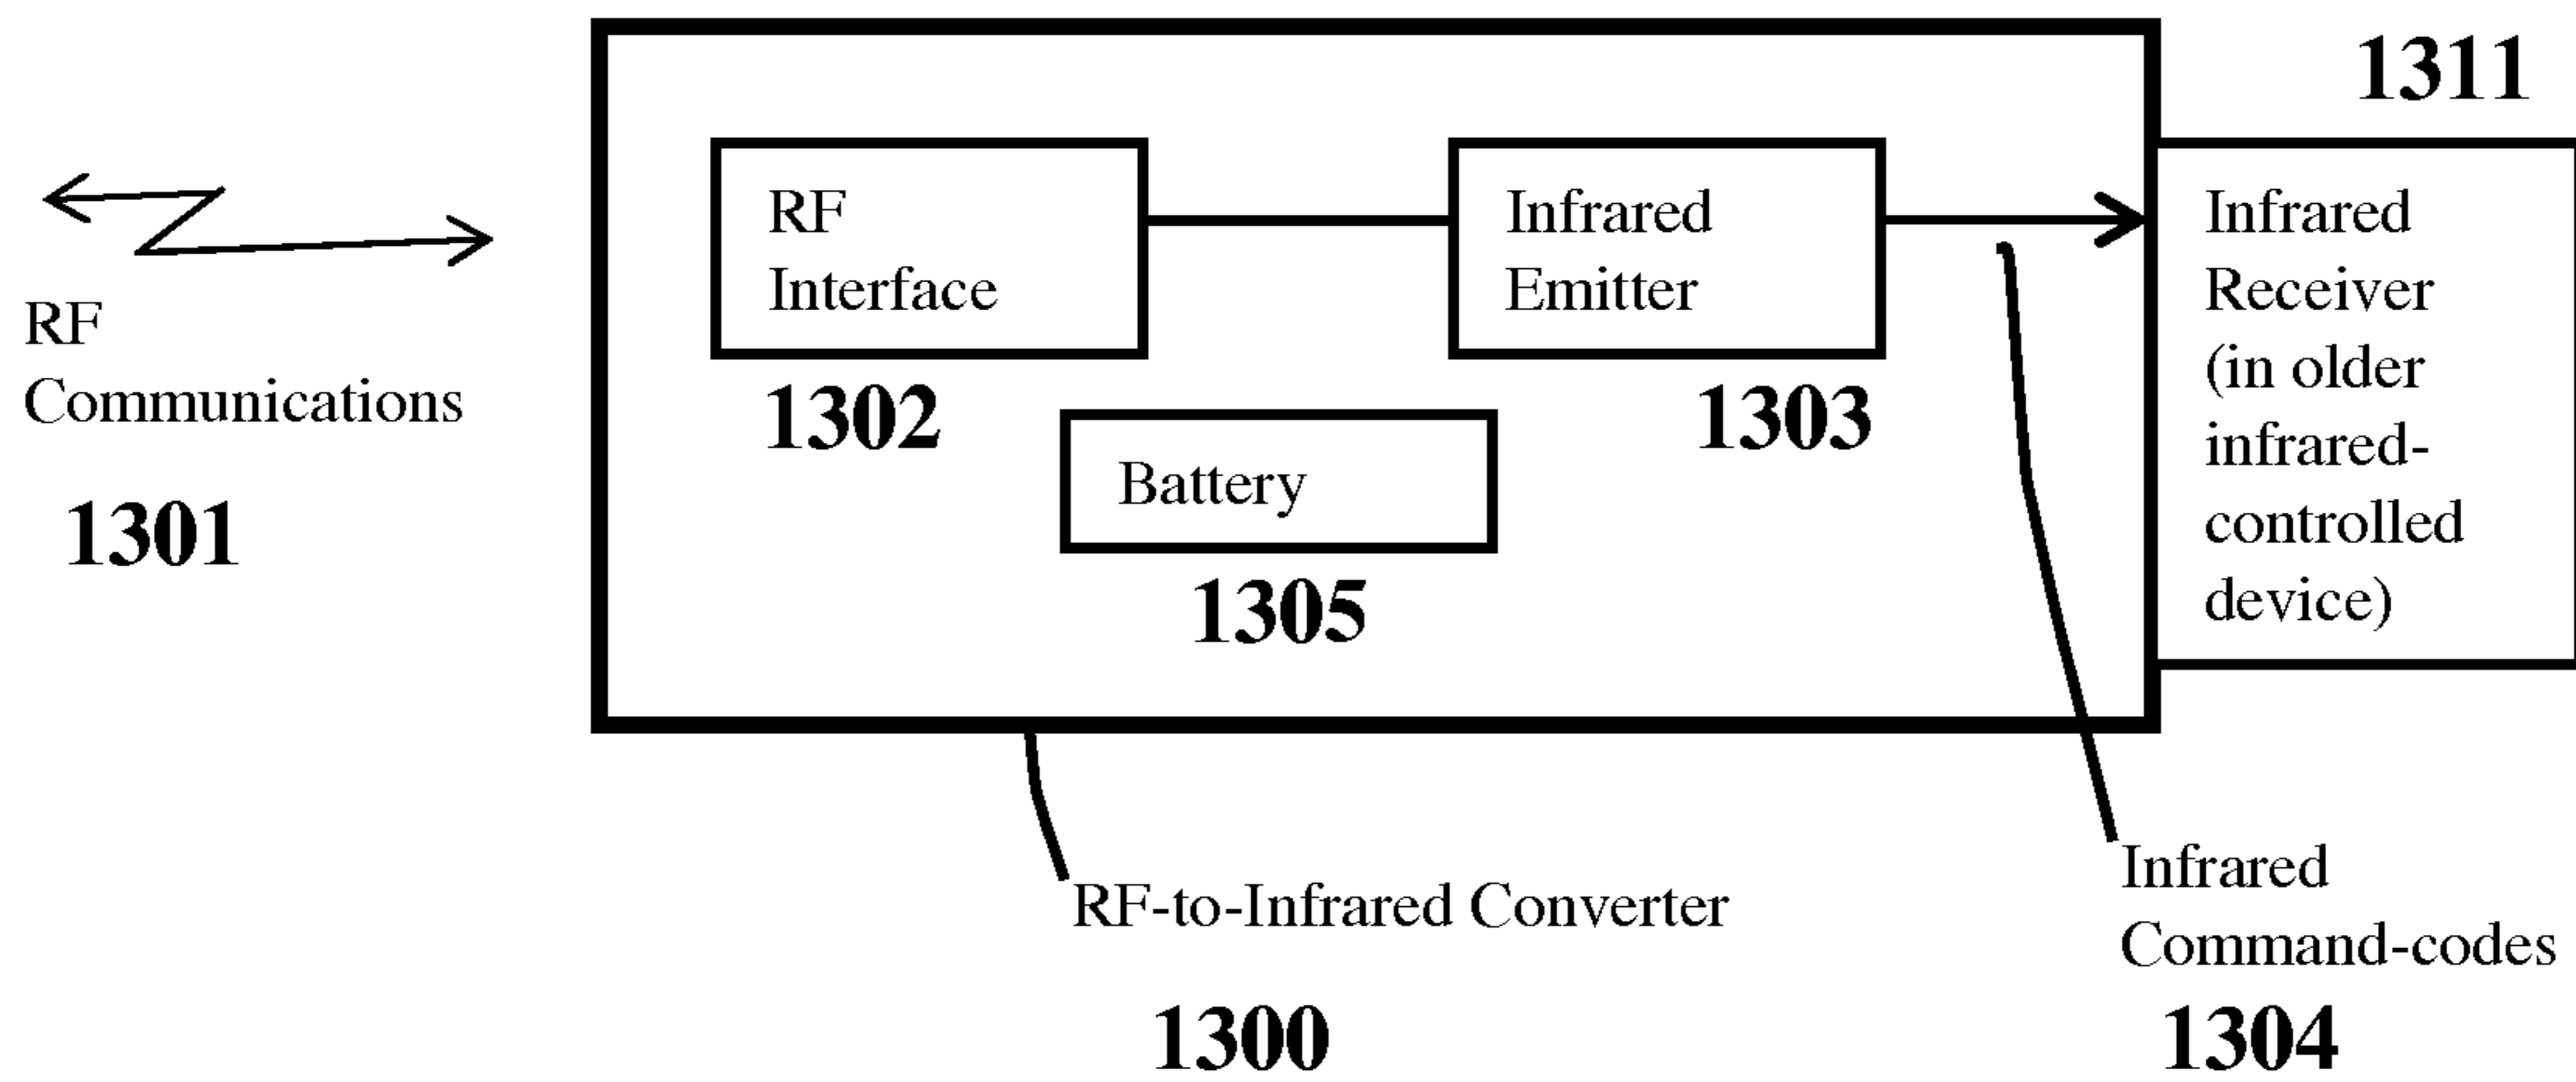 1311
RF
Communications
1301
RF
Interface
1302
Infrared
Emitter
1303
Battery
1305
Infrared
Receiver
(in older
infrared-
controlled
device)
RF-to-Infrared Converter
1300
Infrared
Command-codes
1304